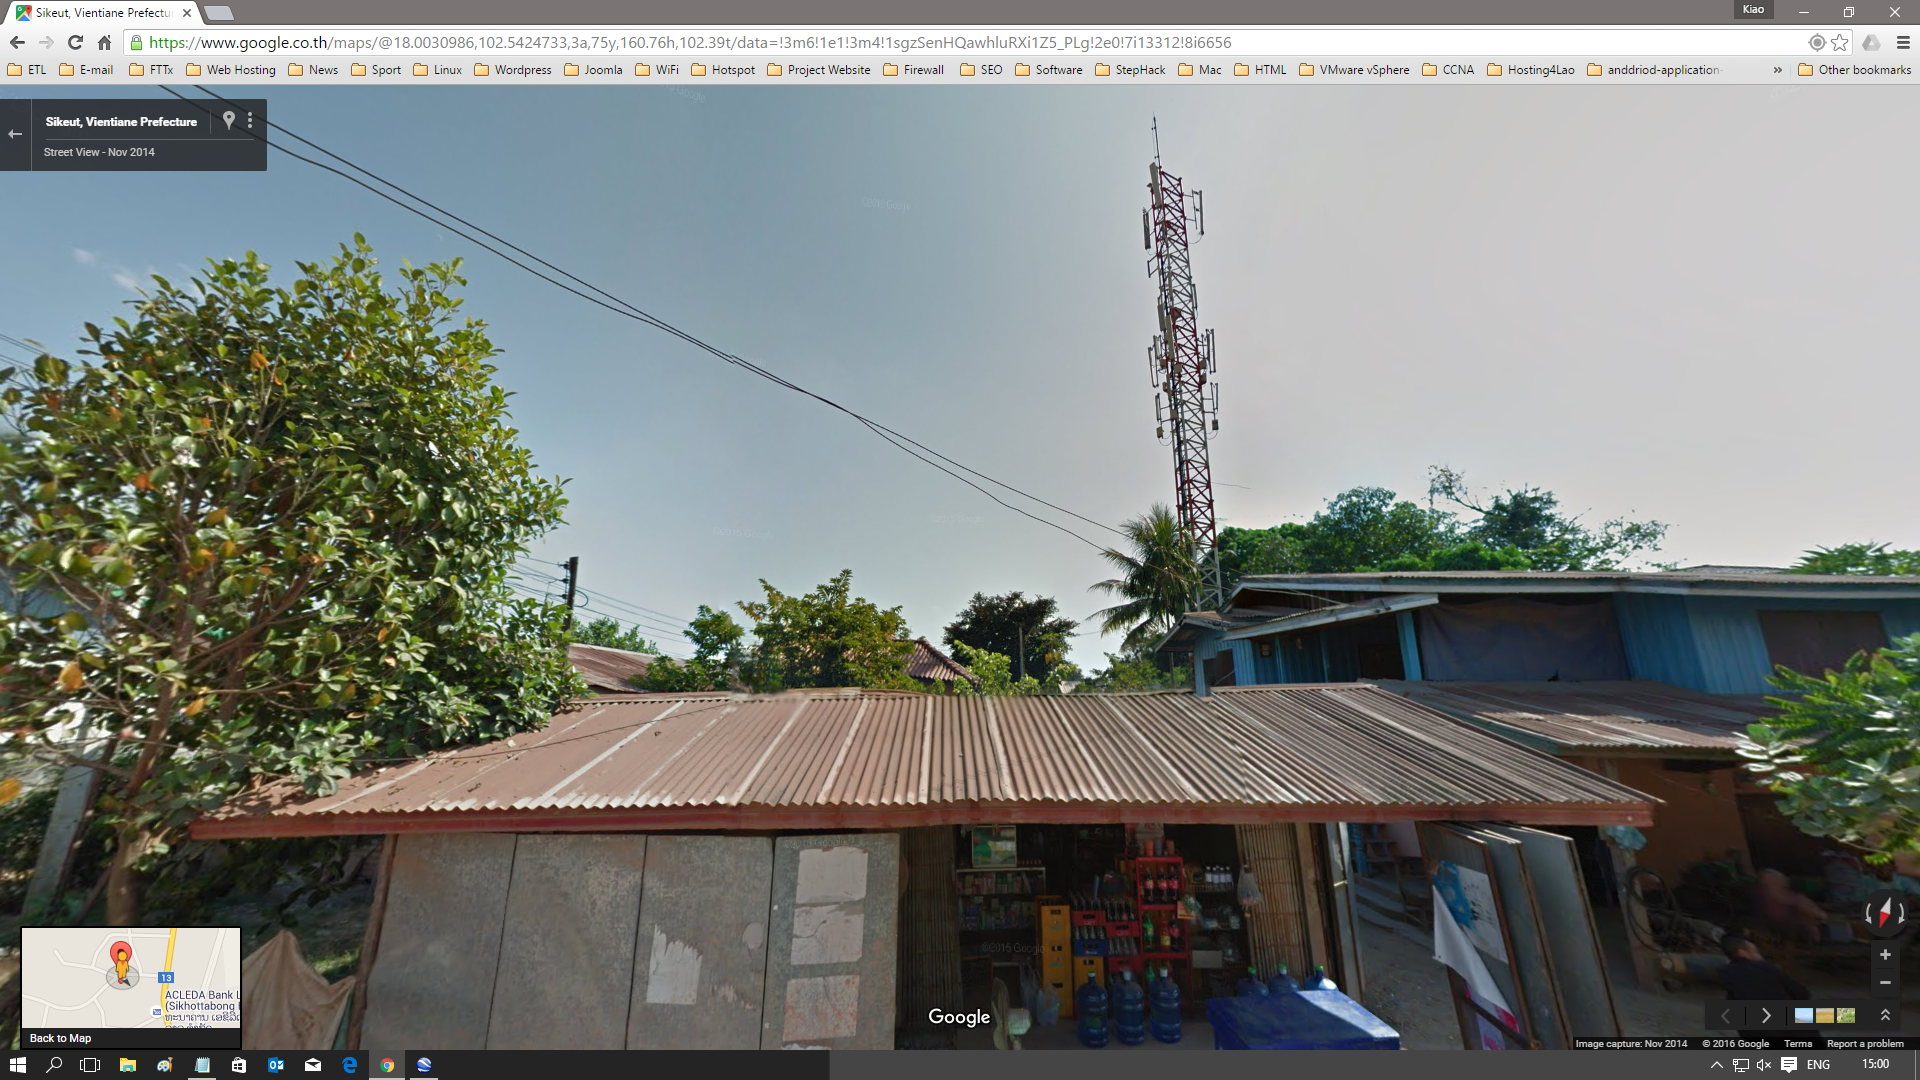 Sikeut, Vientiane Prefectu
Kiao
https://www.google.co.th/maps/@18.0030986,102.5424733,3a,75y,160.76h,102.39t/data=!3m6!1e1!3m4!1sgzSenHQawhluRXi1Z5_PLg!2e0!7i13312!8i6656
ETL E-mail FTTx Web Hosting News Sport Linux Wordpress Joomla WiFi Hotspot Project Website Firewall SEO Software StepHack Mac HTML VMware vSphere CCNA Hosting4Lao anddriod-application- » Other bookmarks
Sikeut, Vientiane Prefecture
Street View - Nov 2014
©2015 Google
13
ACLEDA Bank L
(Sikhottabong
Back to Map
Google
Image capture: Nov 2014 © 2016 Google Terms Report a problem
ENG 15:00